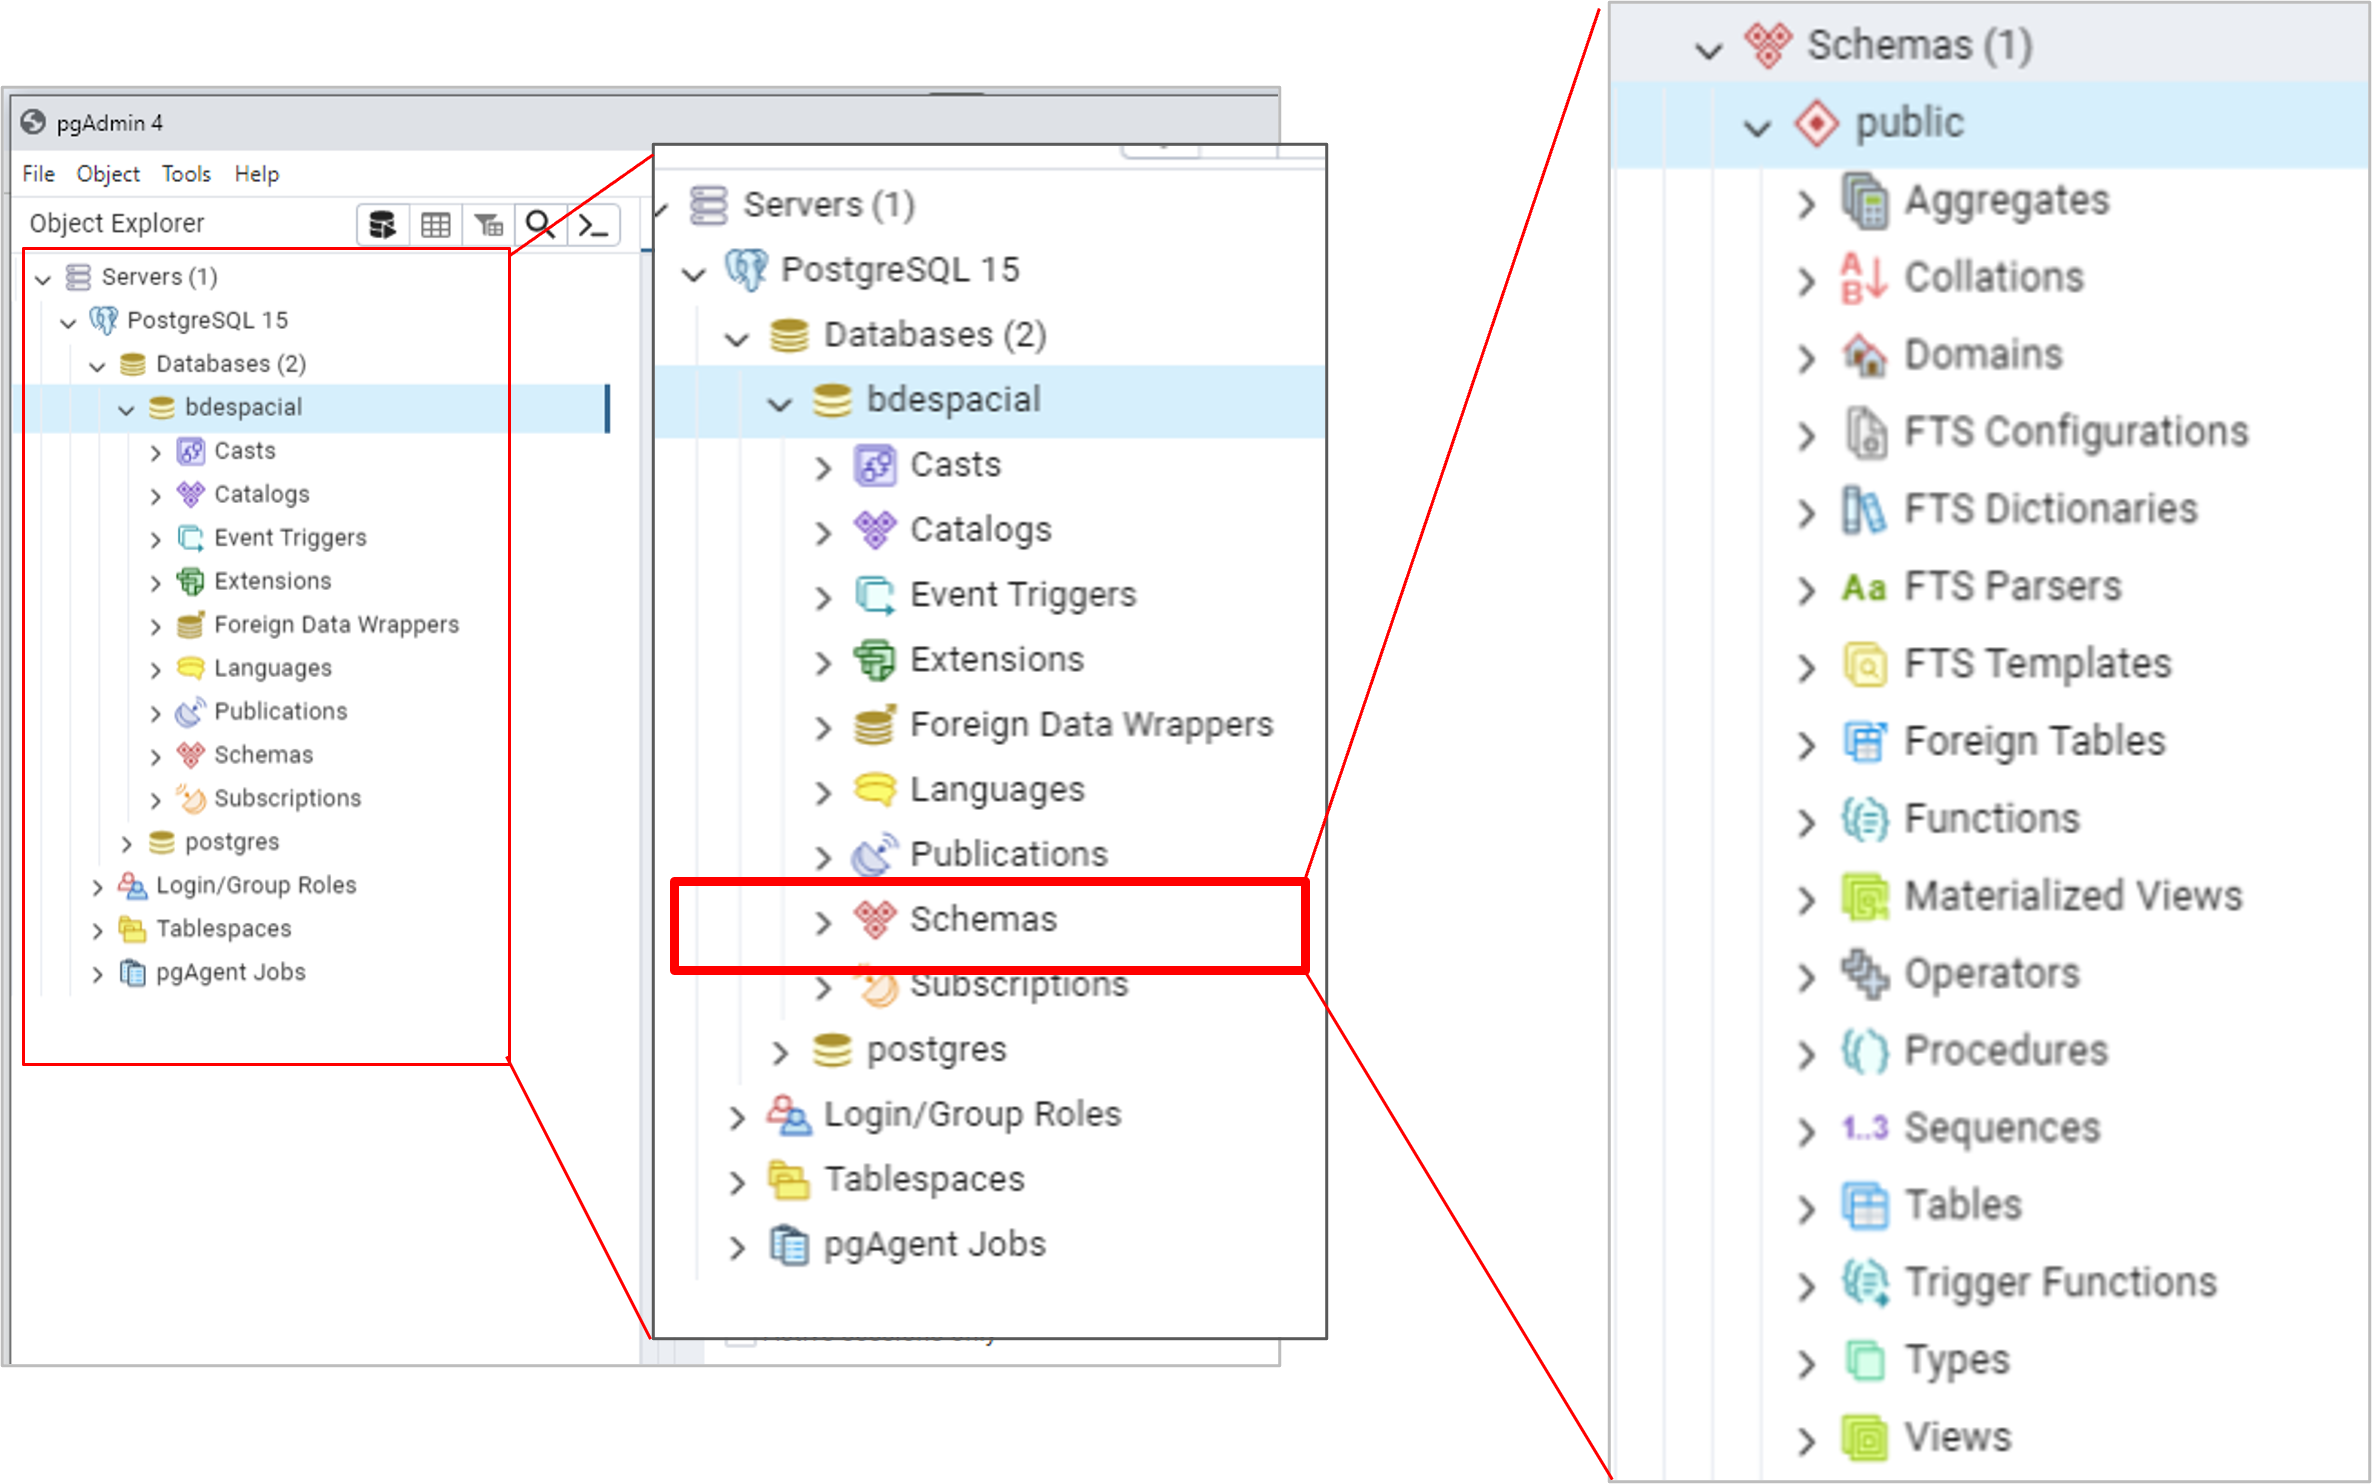 pgAdmin 4
File Object Tools Help
Object Explorer
Servers (1)
PostgreSQL 15
Databases (2)
bdespacial
Casts
Catalogs
Event Triggers
Extensions
Foreign Data Wrappers
Languages
Publications
Schemas
Subscriptions
postgres
Login/Group Roles
Tablespaces
pgAgent Jobs
Servers (1)
PostgreSQL 15
Databases (2)
bdespacial
Casts
Catalogs
Event Triggers
Extensions
Foreign Data Wrappers
Languages
Publications
Schemas
Subscriptions
postgres
Login/Group Roles
Tablespaces
pgAgent Jobs
Schemas (1)
public
Aggregates
Collations
Domains
FTS Configurations
FTS Dictionaries
Aa FTS Parsers
FTS Templates
Foreign Tables
Functions
Materialized Views
Operators
Procedures
1..3 Sequences
Tables
Trigger Functions
Types
Views